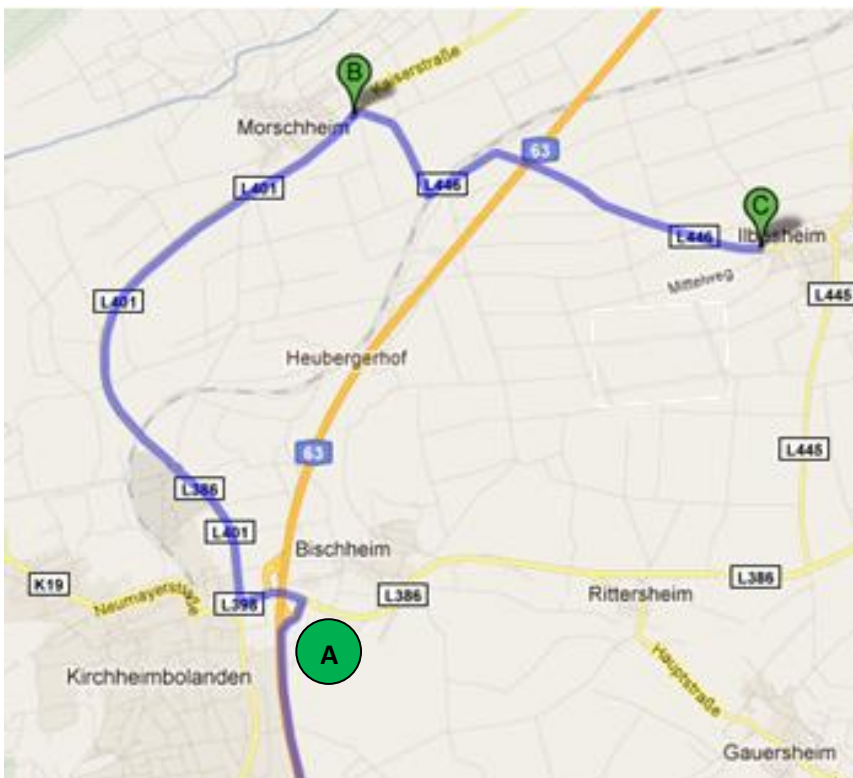 B
Kaiserstraße
Morschheim
63
L401
L446
C
L446
Ilbesheim
Mittelweg
L401
L445
Heubergerhof
63
L445
L386
L401
Bischheim
K19
L386
L386
Neumayerstraße
L398
Rittersheim
A
Kirchheimbolanden
Hauptstraße
Gauersheim